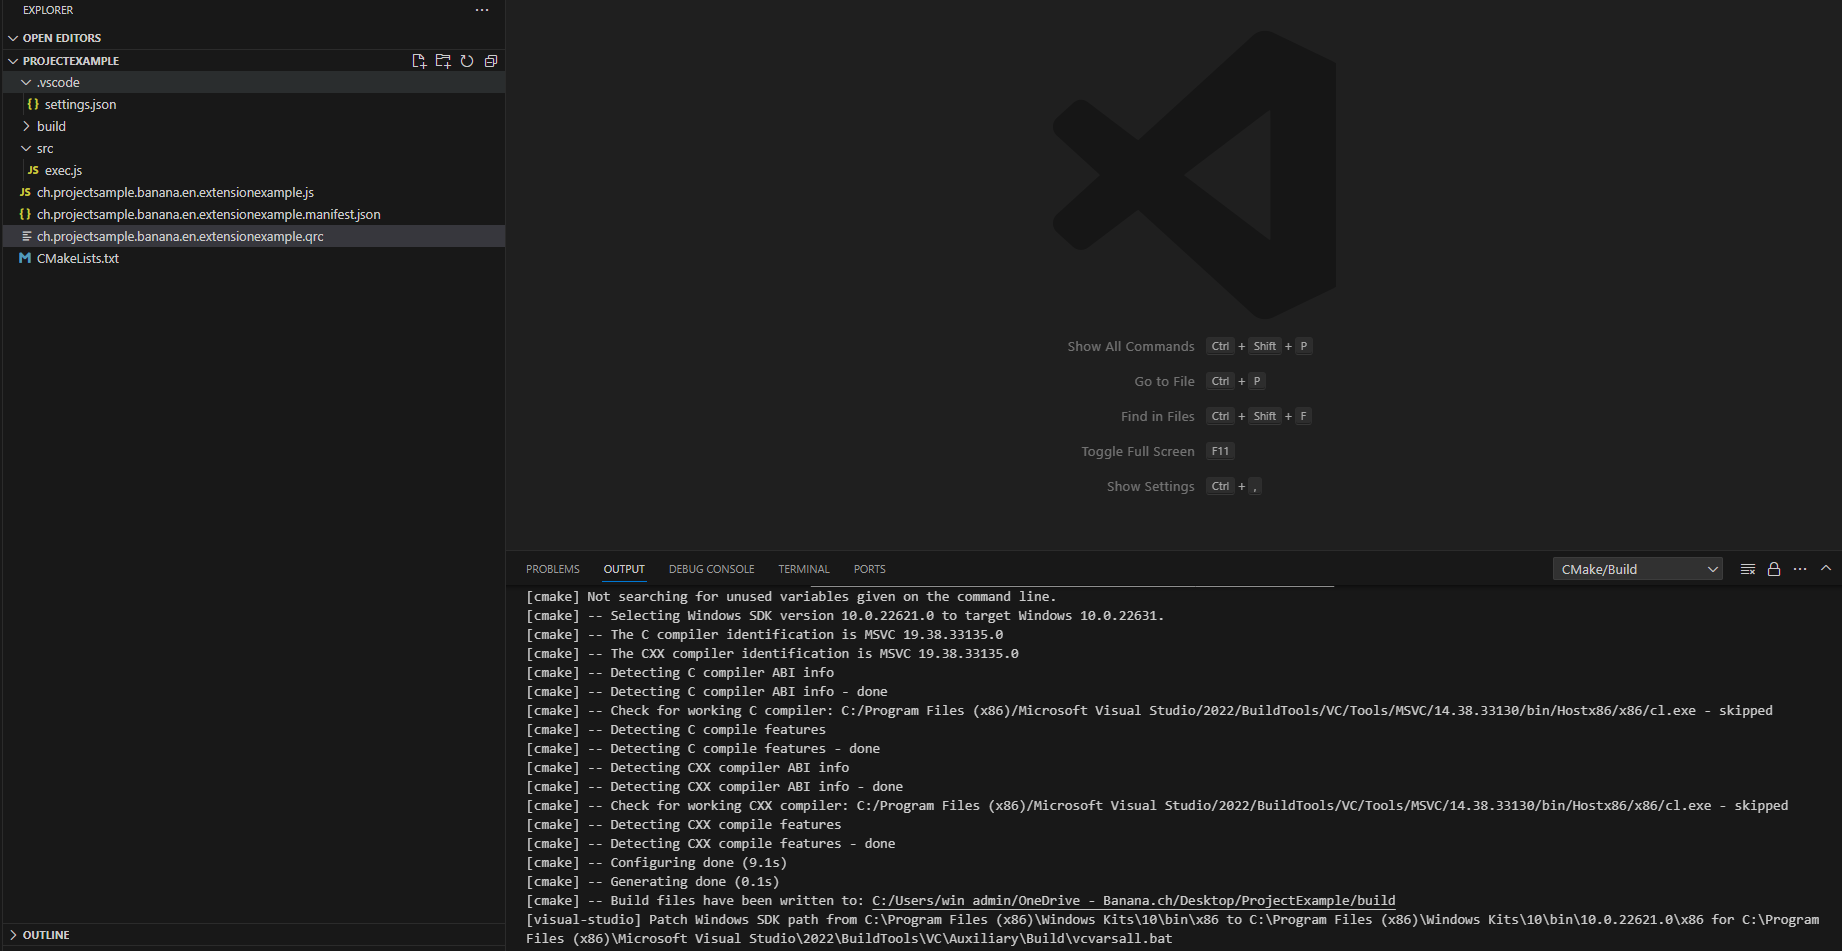 EXPLORER
OPEN EDITORS
PROJECTEXAMPLE
.vscode
{} settings.json
build
src
JS exec.js
JS ch.projectsample.banana.en.extensionexample.js
{} ch.projectsample.banana.en.extensionexample.manifest.json
ch.projectsample.banana.en.extensionexample.qrc
M CMakeLists.txt
OUTLINE
Show All Commands Ctrl + Shift + P
Go to File Ctrl + P
Find in Files Ctrl + Shift + F
Toggle Full Screen F11
Show Settings Ctrl + ,
PROBLEMS OUTPUT DEBUG CONSOLE TERMINAL PORTS CMake/Build
[cmake] Not searching for unused variables given on the command line.
[cmake] -- Selecting Windows SDK version 10.0.22621.0 to target Windows 10.0.22631.
[cmake] -- The C compiler identification is MSVC 19.38.33135.0
[cmake] -- The CXX compiler identification is MSVC 19.38.33135.0
[cmake] -- Detecting C compiler ABI info
[cmake] -- Detecting C compiler ABI info - done
[cmake] -- Check for working C compiler: C:/Program Files (x86)/Microsoft Visual Studio/2022/BuildTools/VC/Tools/MSVC/14.38.33130/bin/Hostx86/x86/cl.exe - skipped
[cmake] -- Detecting C compile features
[cmake] -- Detecting C compile features - done
[cmake] -- Detecting CXX compiler ABI info
[cmake] -- Detecting CXX compiler ABI info - done
[cmake] -- Check for working CXX compiler: C:/Program Files (x86)/Microsoft Visual Studio/2022/BuildTools/VC/Tools/MSVC/14.38.33130/bin/Hostx86/x86/cl.exe - skipped
[cmake] -- Detecting CXX compile features
[cmake] -- Detecting CXX compile features - done
[cmake] -- Configuring done (9.1s)
[cmake] -- Generating done (0.1s)
[cmake] -- Build files have been written to: C:/Users/win admin/OneDrive - Banana.ch/Desktop/ProjectExample/build
[visual-studio] Patch Windows SDK path from C:\Program Files (x86)\Windows Kits\10\bin\x86 to C:\Program Files (x86)\Windows Kits\10\bin\10.0.22621.0\x86 for C:\Program
Files (x86)\Microsoft Visual Studio\2022\BuildTools\VC\Auxiliary\Build\vcvarsall.bat